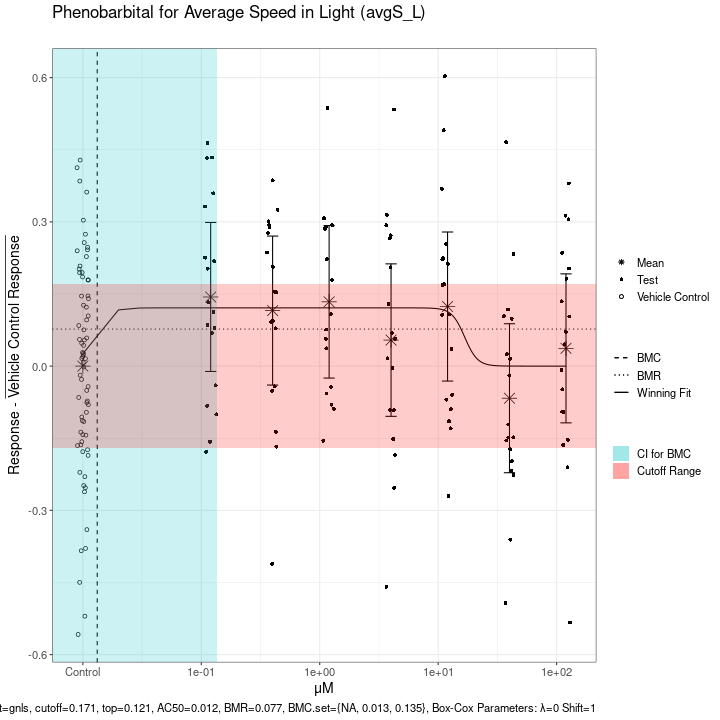 Phenobarbital for Average Speed in Light (avgS_L)
Response - Vehicle Control Response
0.6
0.3
0.0
-0.3
-0.6
Control
1e-01
1e+00
1e+01
1e+02
μM
Mean
Test
Vehicle Control
BMC
BMR
Winning Fit
CI for BMC
Cutoff Range
t=gnls, cutoff=0.171, top=0.121, AC50=0.012, BMR=0.077, BMC.set={NA, 0.013, 0.135}, Box-Cox Parameters: λ=0 Shift=1